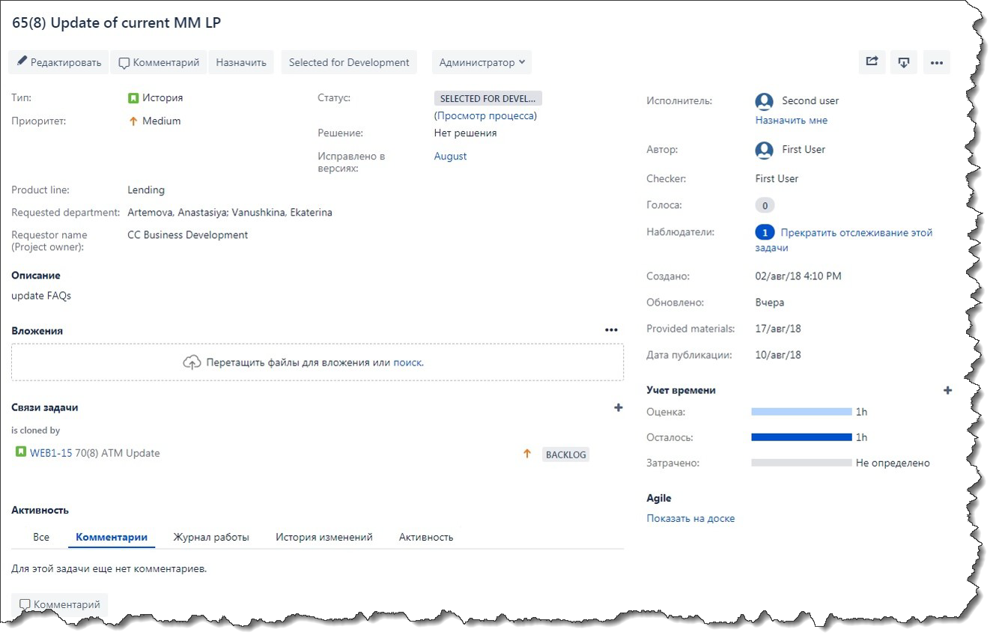 65(8) Update of current MM LP
Редактировать
Комментарий
Назначить
Selected for Development
Администратор
Тип:
История
Приоритет:
Medium
Статус:
SELECTED FOR DEVEL...
(Просмотр процесса)
Решение:
Нет решения
Исправлено в
версиях:
August
Product line:
Lending
Requested department:
Artemova, Anastasiya; Vanushkina, Ekaterina
Requestor name
(Project owner):
CC Business Development
Описание
update FAQs
Вложения
Перетащить файлы для вложения или поиск.
Связи задачи
is cloned by
WEB1-15 70(8) ATM Update
BACKLOG
Активность
Все
Комментарии
Журнал работы
История изменений
Активность
Для этой задачи еще нет комментариев.
Комментарий
Исполнитель:
Second user
Назначить мне
Автор:
First User
Checker:
First User
Голоса:
0
Наблюдатели:
1 Прекратить отслеживание этой
задачи
Создано:
02/авг/18 4:10 PM
Обновлено:
Вчера
Provided materials:
17/авг/18
Дата публикации:
10/авг/18
Учет времени
Оценка:
1h
Осталось:
1h
Затрачено:
Не определено
Agile
Показать на доске